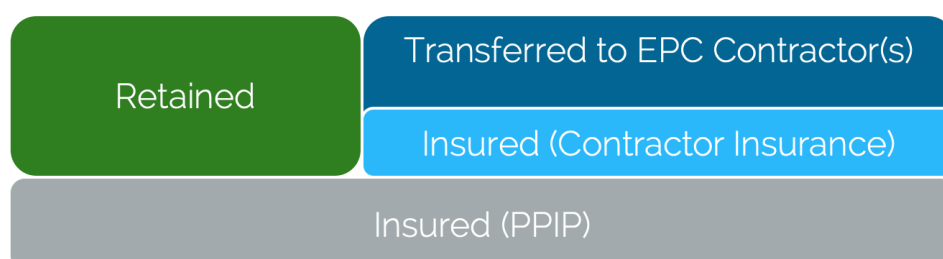 Retained
Transferred to EPC Contractor(s)
Insured (Contractor Insurance)
Insured (PPIP)